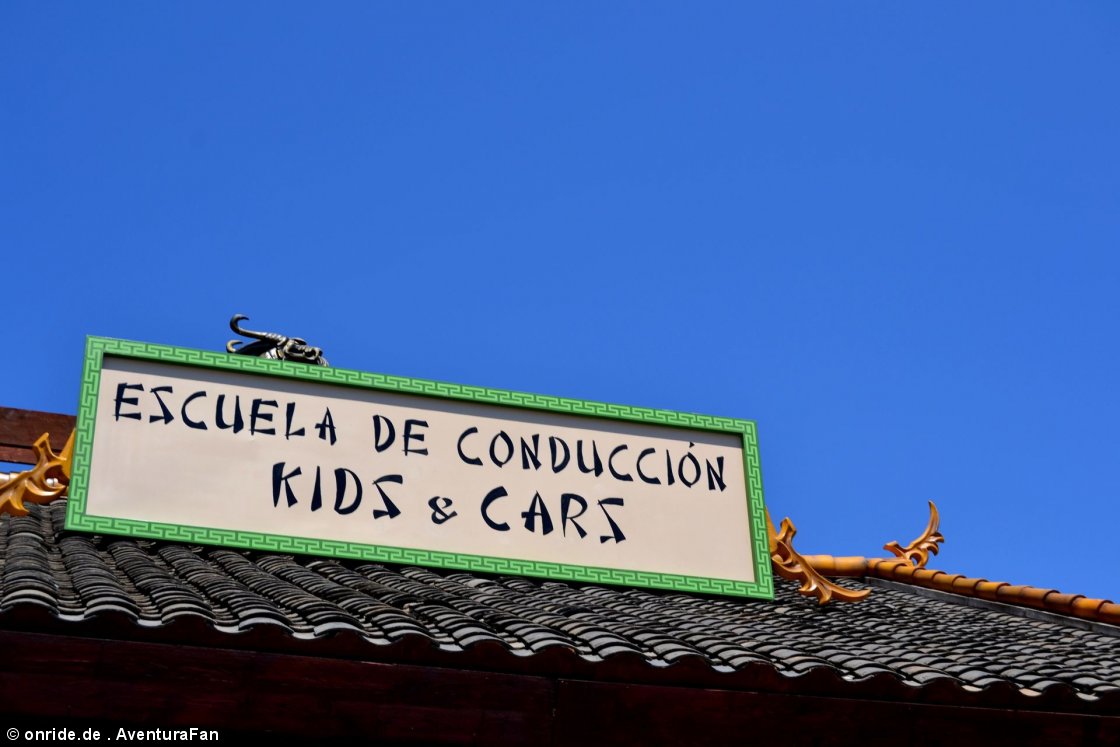 ESCUELA DE CONDUCCIÓN
KIDS & CARS
© onride.de . AventuraFan